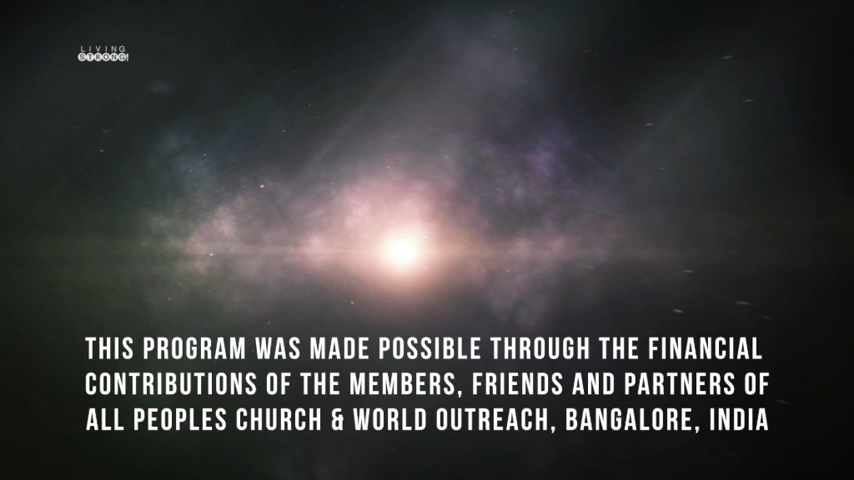 LIVING
STRONG!
THIS PROGRAM WAS MADE POSSIBLE THROUGH THE FINANCIAL
CONTRIBUTIONS OF THE MEMBERS, FRIENDS AND PARTNERS OF
ALL PEOPLES CHURCH & WORLD OUTREACH, BANGALORE, INDIA